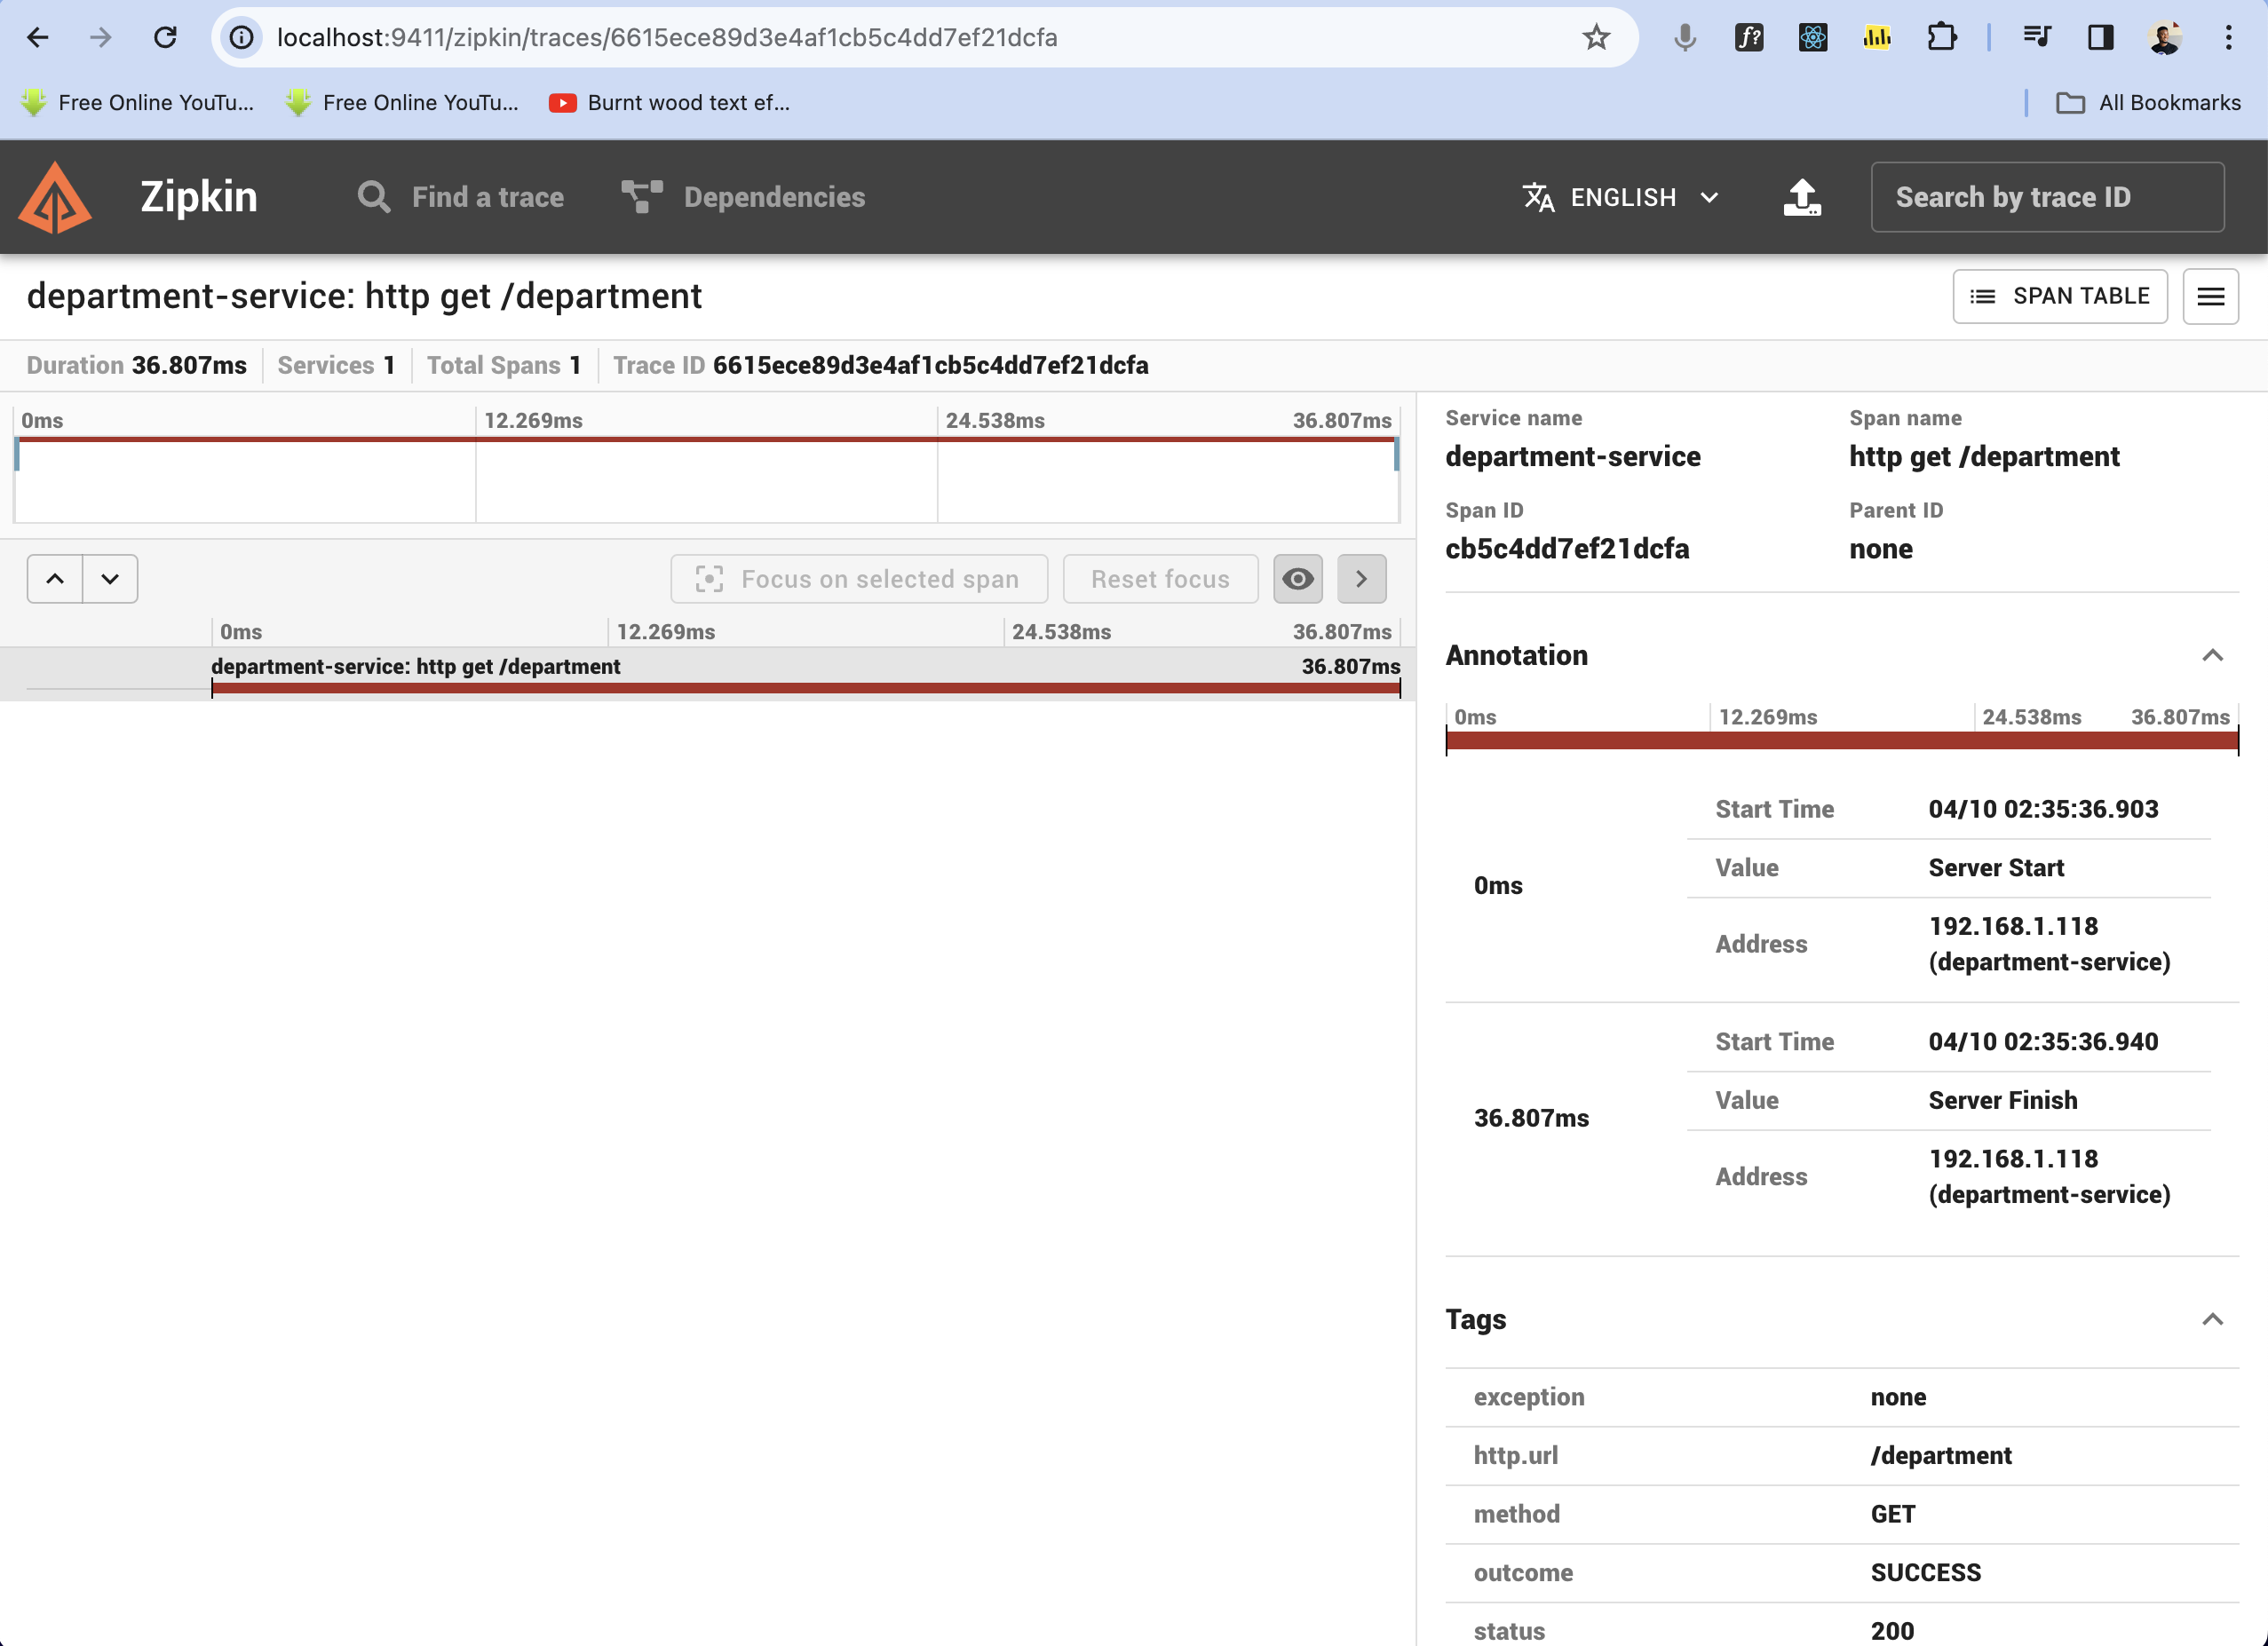 localhost:9411/zipkin/traces/6615ece89d3e4af1cb5c4dd7ef21dcfa
f?
Free Online YouTu... Free Online YouTu... Burnt wood text ef... All Bookmarks
Zipkin Find a trace Dependencies ENGLISH Search by trace ID
department-service: http get /department SPAN TABLE
Duration 36.807ms Services 1 Total Spans 1 Trace ID 6615ece89d3e4af1cb5c4dd7ef21dcfa
0ms 12.269ms 24.538ms 36.807ms
Focus on selected span Reset focus
0ms 12.269ms 24.538ms 36.807ms
department-service: http get /department 36.807ms
Service name Span name
department-service http get /department
Span ID Parent ID
cb5c4dd7ef21dcfa none
Annotation
0ms 12.269ms 24.538ms 36.807ms
Start Time 04/10 02:35:36.903
Value Server Start
0ms
Address 192.168.1.118
(department-service)
Start Time 04/10 02:35:36.940
Value Server Finish
36.807ms
Address 192.168.1.118
(department-service)
Tags
exception none
http.url /department
method GET
outcome SUCCESS
status 200